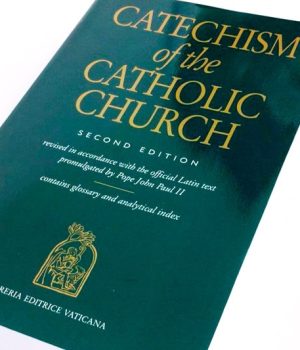 CATECHISM
of the
CATHOLIC
CHURCH
SECOND EDITION
revised in accordance with the official Latin text
promulgated by Pope John Paul II
contains glossary and analytical index
RERIA EDITRICE VATICANA